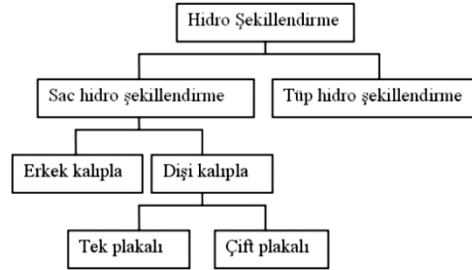 Hidro Şekillendirme
Sac hidro şekillendirme
Tüp hidro şekillendirme
Erkek kalıpla
Dişi kalıpla
Tek plakalı
Çift plakalı